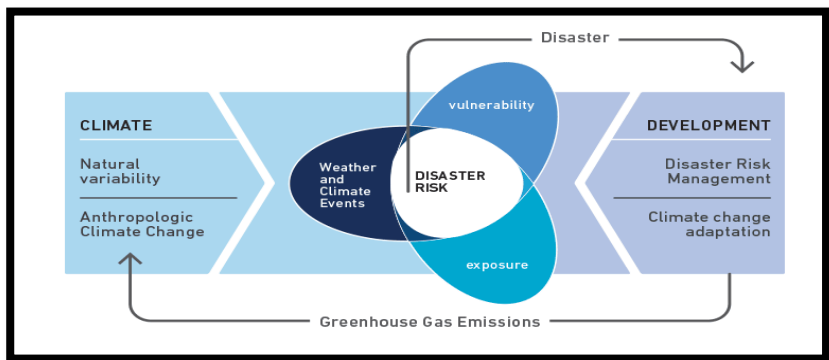 Disaster
CLIMATE
Natural
variability
Anthropologic
Climate Change
Weather
and
Climate
Events
vulnerability
DISASTER
RISK
exposure
DEVELOPMENT
Disaster Risk
Management
Climate change
adaptation
Greenhouse Gas Emissions